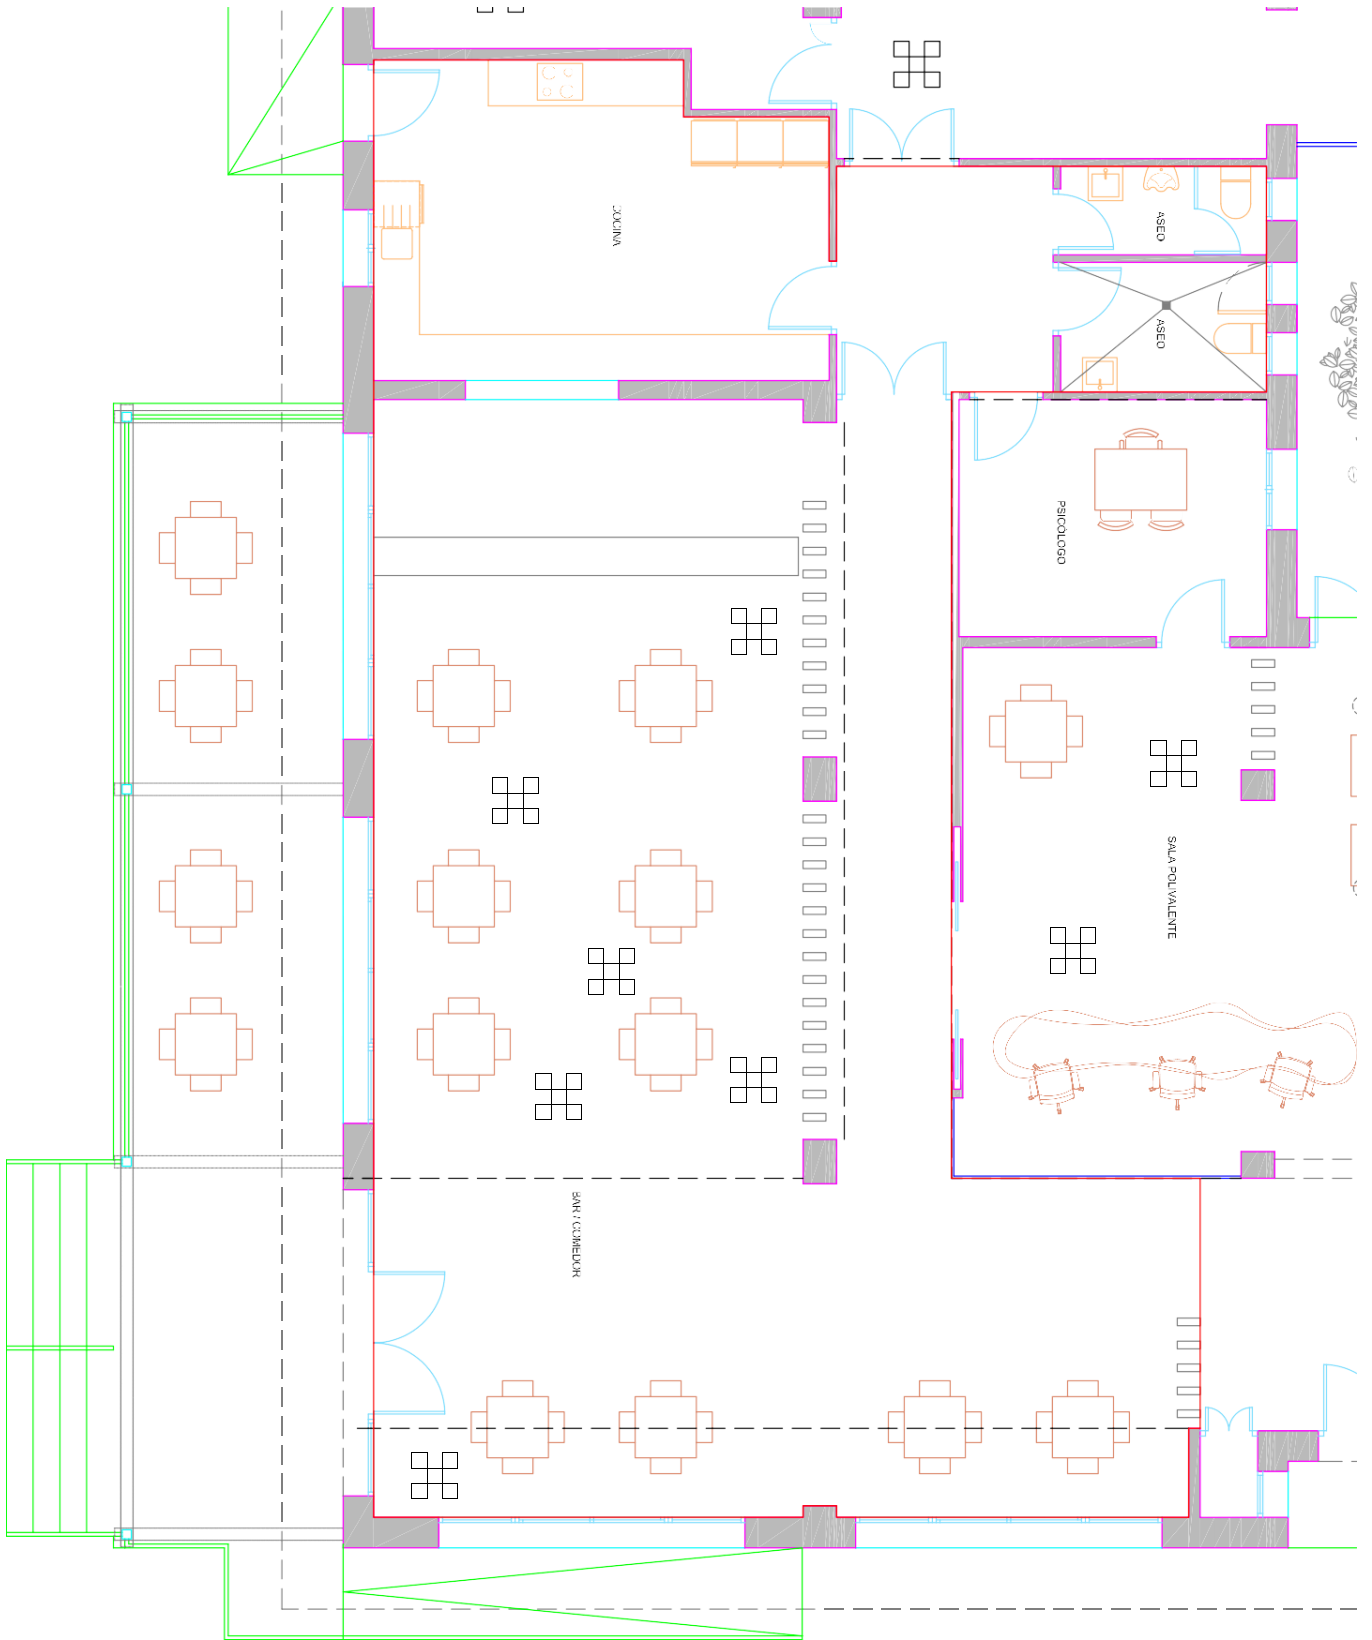 COCINA
ASEO
ASEO
PSICÓLOGO
SALA POLIVALENTE
BAR / COMEDOR